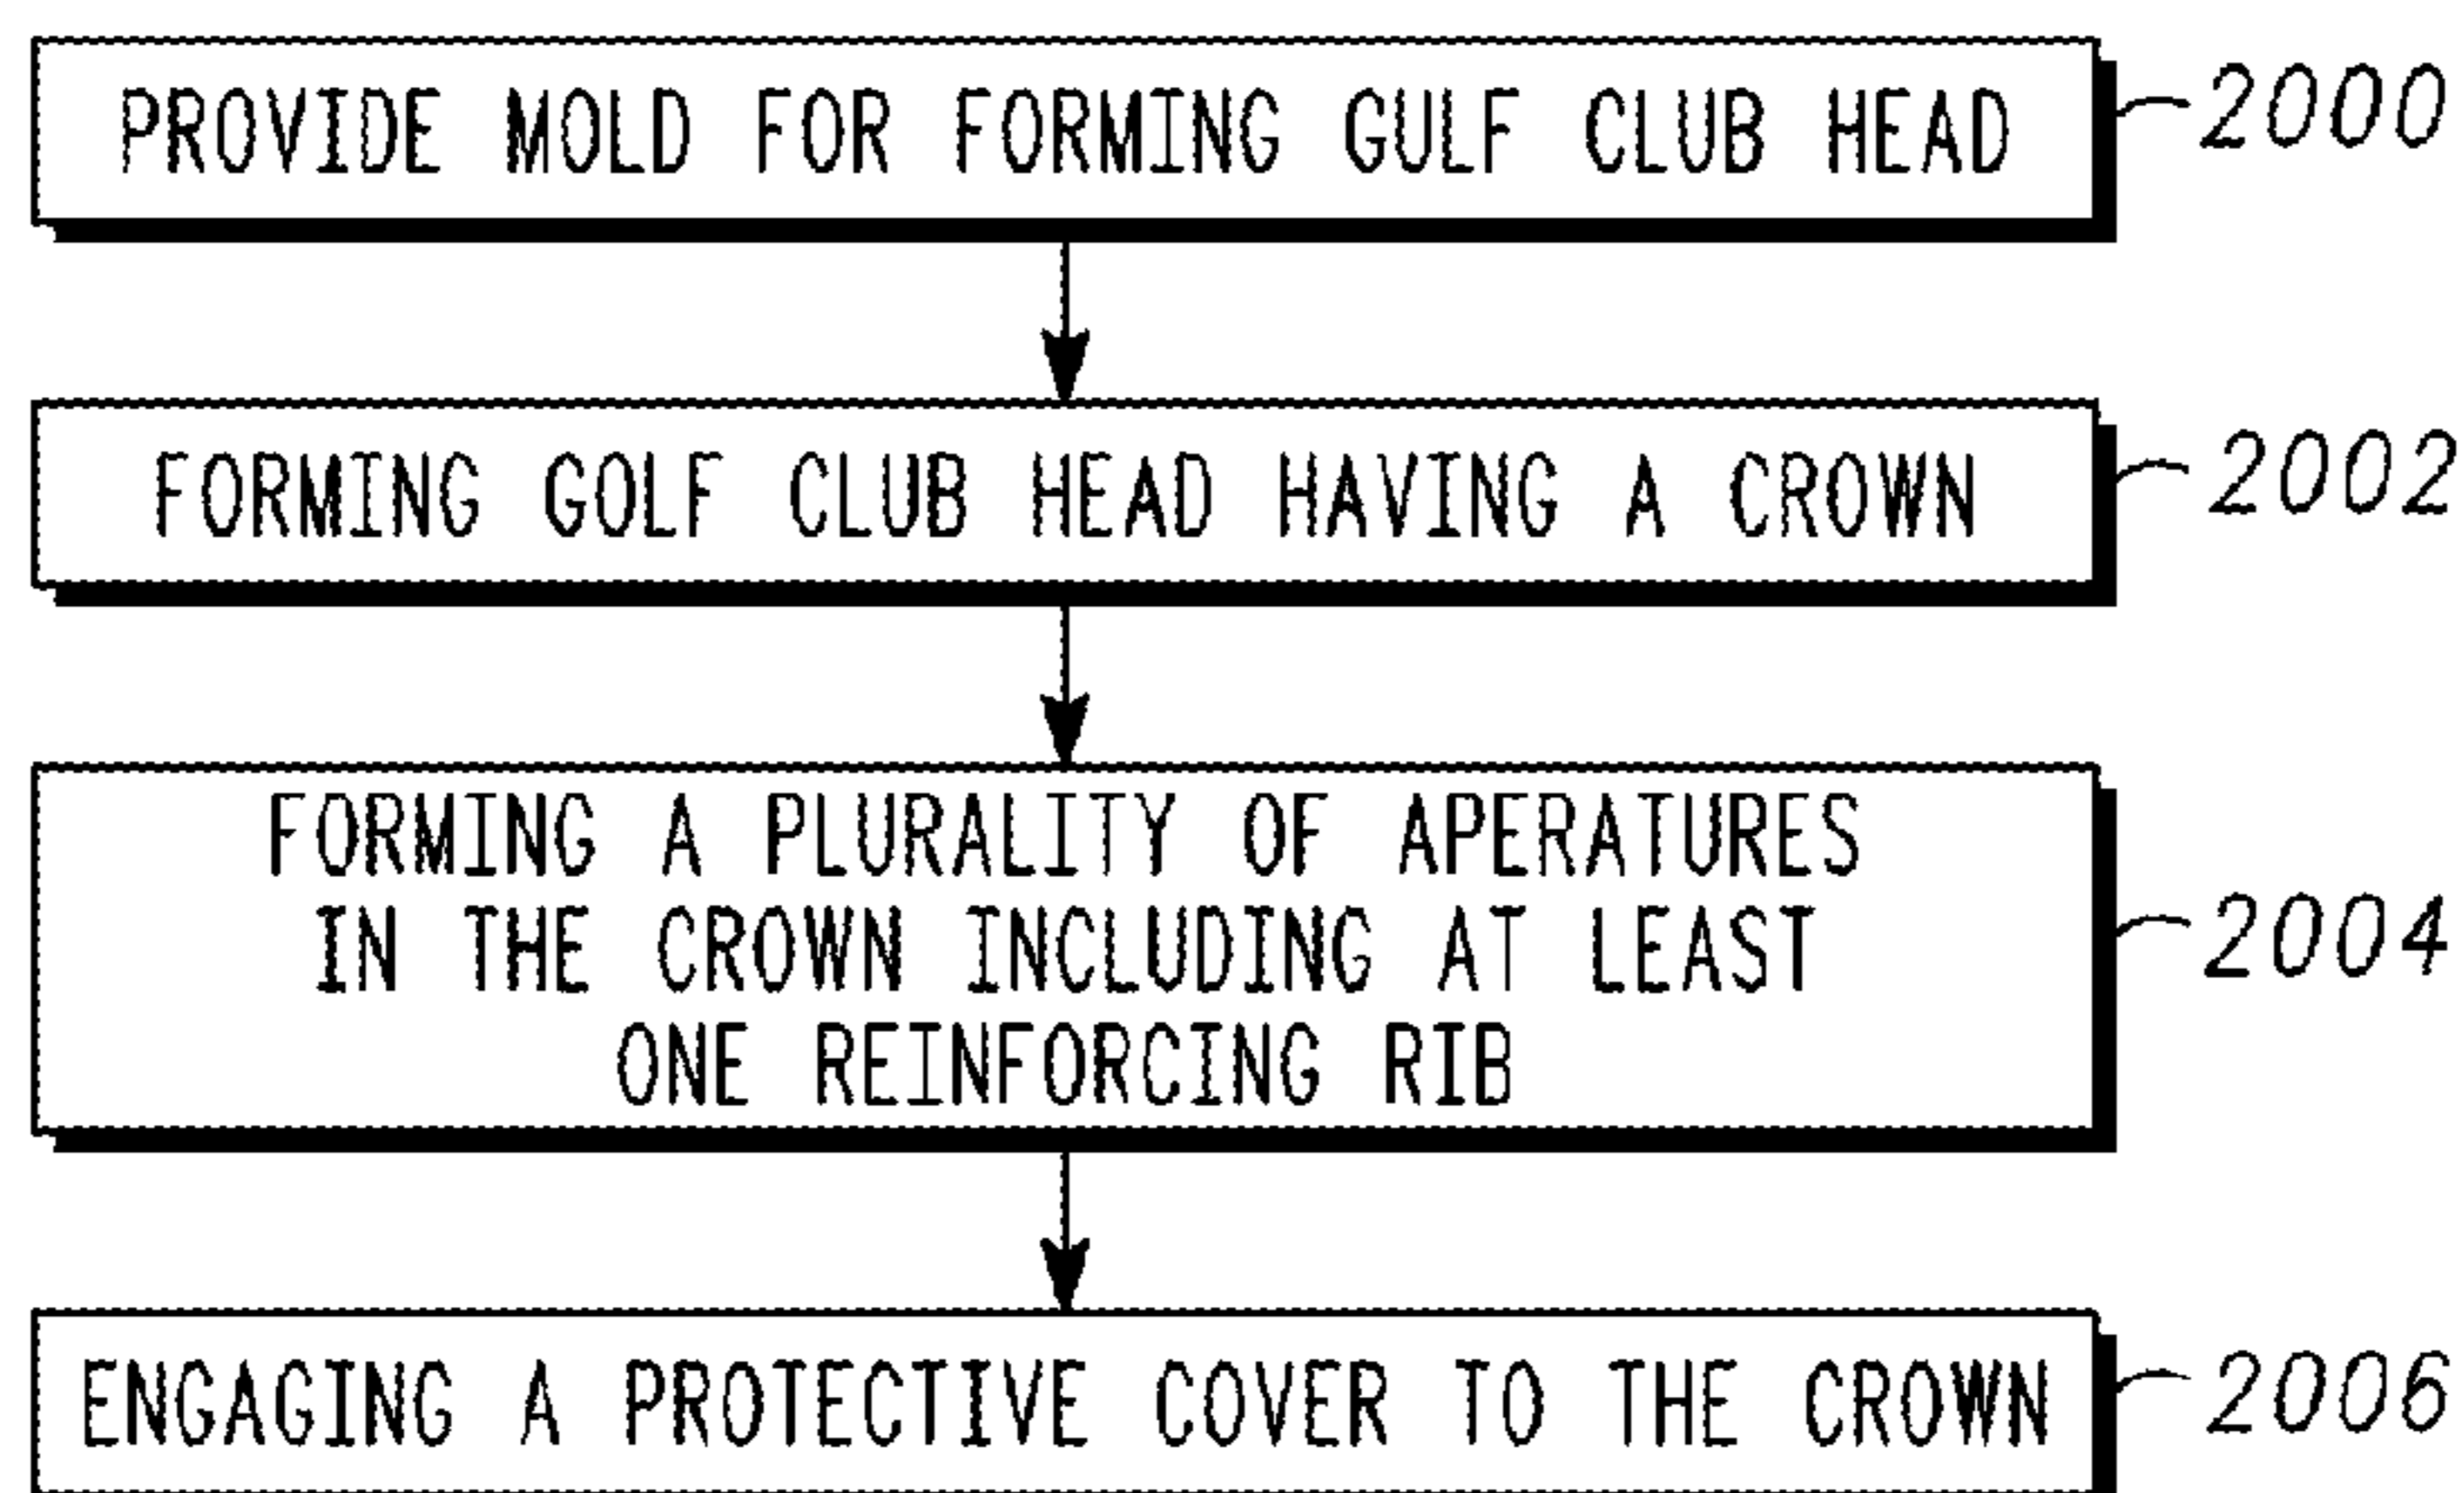 PROVIDE MOLD FOR FORMING GULF CLUB HEAD
2000
FORMING GOLF CLUB HEAD HAVING A CROWN
2002
FORMING A PLURALITY OF APERATURES
IN THE CROWN INCLUDING AT LEAST
ONE REINFORCING RIB
2004
ENGAGING A PROTECTIVE COVER TO THE CROWN
2006